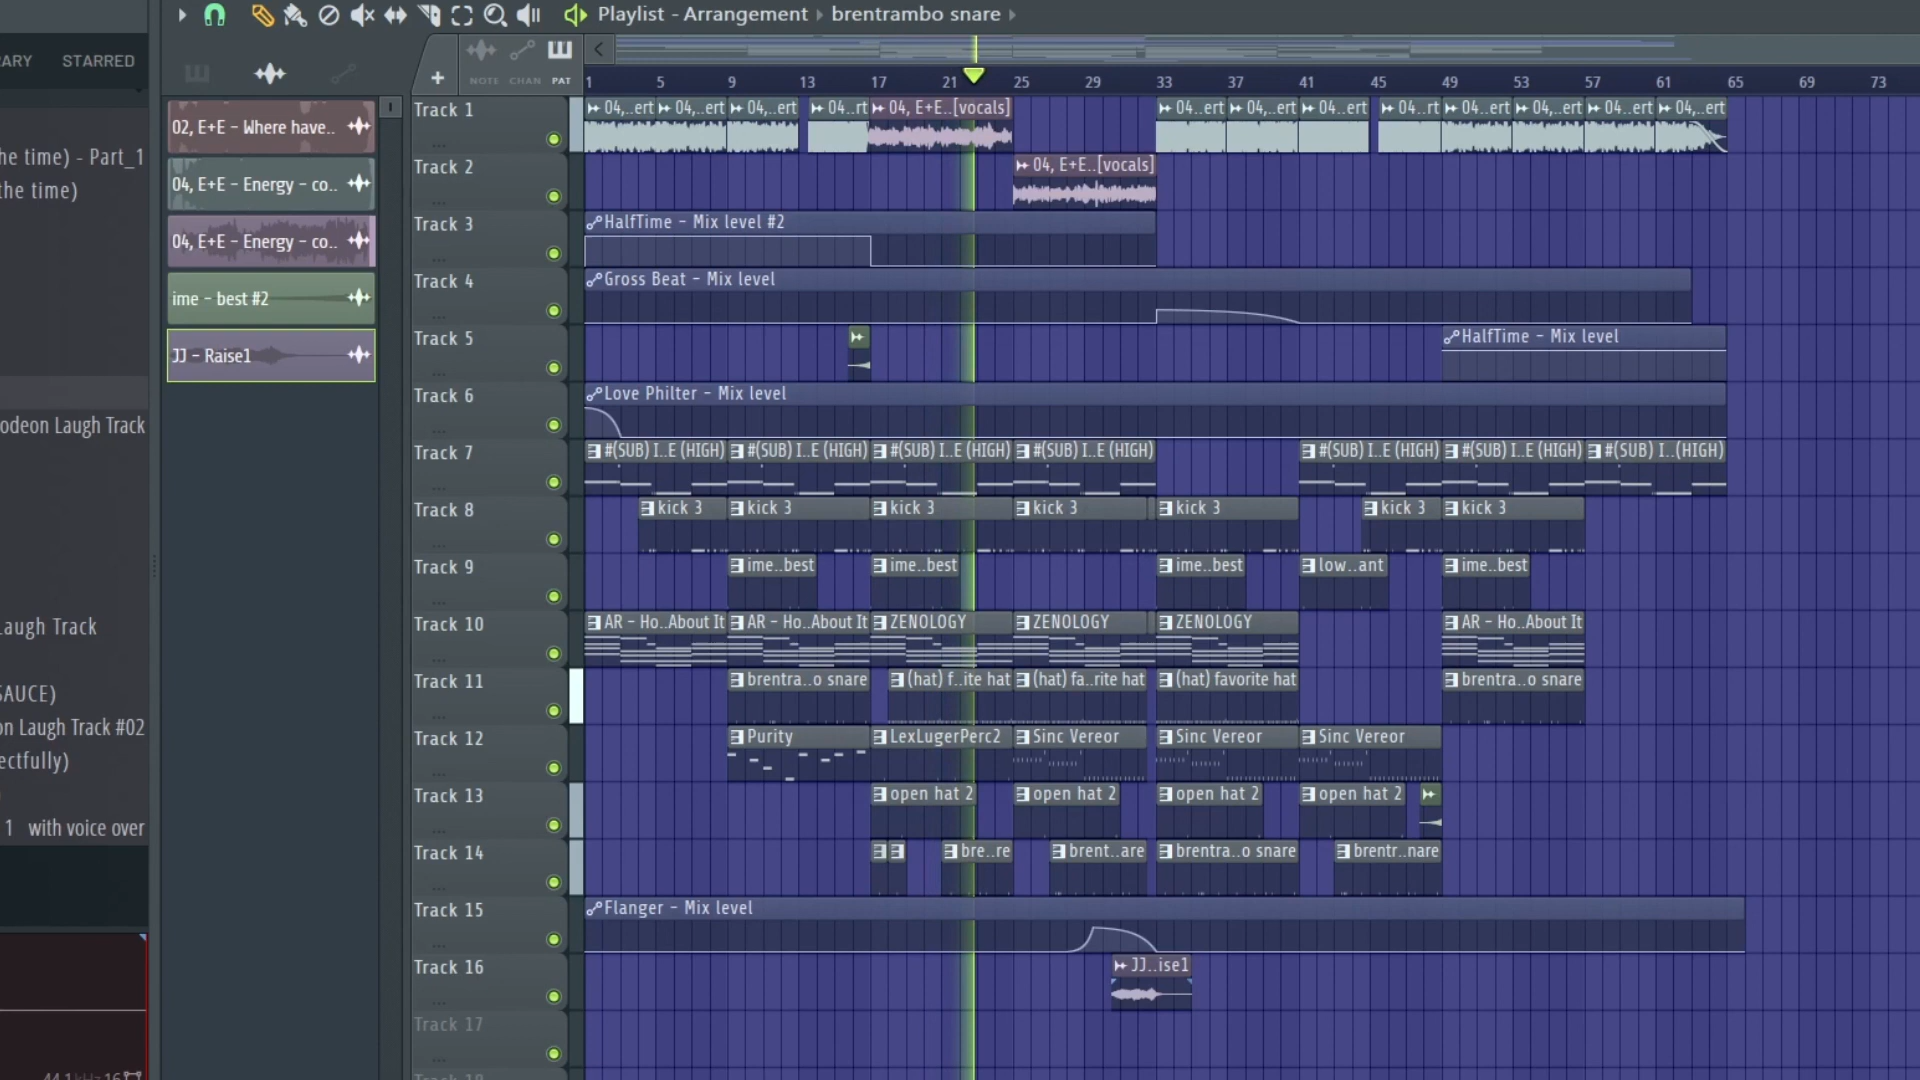 Playlist - Arrangement › brentrambo snare ›
ARY STARRED
NOTE CHAN PAT
1 5 9 13 17 21 25 29 33 37 41 45 49 53 57 61 65 69 73
02, E+E - Where have..
04, E+E - Energy - co..
04, E+E - Energy - co..
ime - best #2
JJ - Raise1
he time) - Part_1
the time)
odeon Laugh Track
augh Track
SAUCE)
on Laugh Track #02
ectfully)
1 with voice over
Track 1
04,..ert 04,..ert 04,..ert 04,..rt 04, E+E..[vocals] 04..ert 04,..ert 04,..ert 04,..rt 04,..ert 04,..ert 04,..ert 04,..ert
Track 2
04, E+E..[vocals]
Track 3
HalfTime - Mix level #2
Track 4
Gross Beat - Mix level
Track 5
HalfTime - Mix level
Track 6
Love Philter - Mix level
Track 7
#(SUB) I..E (HIGH) #(SUB) I..E (HIGH) #(SUB) I..E (HIGH) #(SUB) I..E (HIGH) #(SUB) I..E (HIGH) #(SUB) I..E (HIGH) #(SUB) I..(HIGH)
Track 8
kick 3 kick 3 kick 3 kick 3 kick 3 kick 3 kick 3
Track 9
ime..best ime..best ime..best low..ant ime..best
Track 10
AR - Ho..About It AR - Ho..About It ZENOLOGY ZENOLOGY ZENOLOGY AR - Ho..About It
Track 11
brentra..o snare (hat) f..ite hat (hat) fa..rite hat (hat) favorite hat brentra..o snare
Track 12
Purity LexLugerPerc2 Sinc Vereor Sinc Vereor Sinc Vereor
Track 13
open hat 2 open hat 2 open hat 2 open hat 2
Track 14
bre..re brent..are brentra..o snare brentr..nare
Track 15
Flanger - Mix level
Track 16
JJ..ise1
Track 17